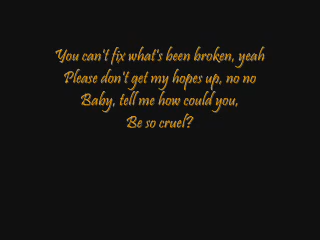 You can't fix what's been broken, yeah
Please don't get my hopes up, no no
Baby, tell me how could you,
Be so cruel?